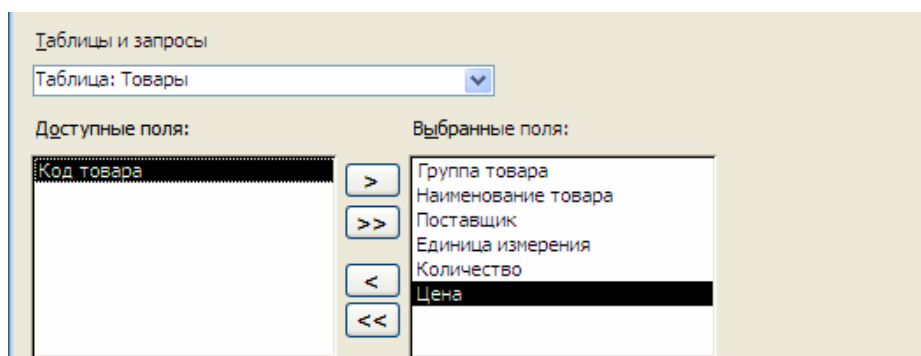 Таблицы и запросы
Таблица: Товары
Доступные поля:
Выбранные поля:
Код товара
>
>>
<
<<
Группа товара
Наименование товара
Поставщик
Единица измерения
Количество
Цена